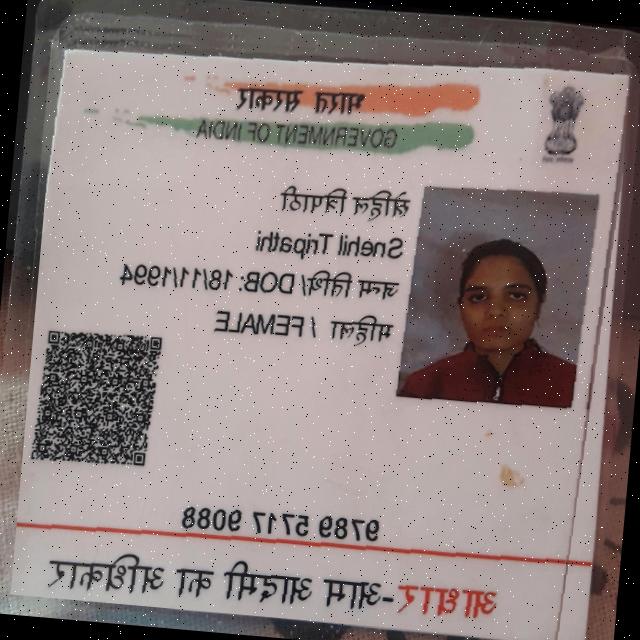 भारत सरकार
GOVERNMENT OF INDIA
स्नेहिल त्रिपाठी
Snehil Tripathi
जन्म तिथि/DOB: 18/11/1994
महिला / FEMALE
9789 5717 9088
आधार-आम आदमी का अधिकार